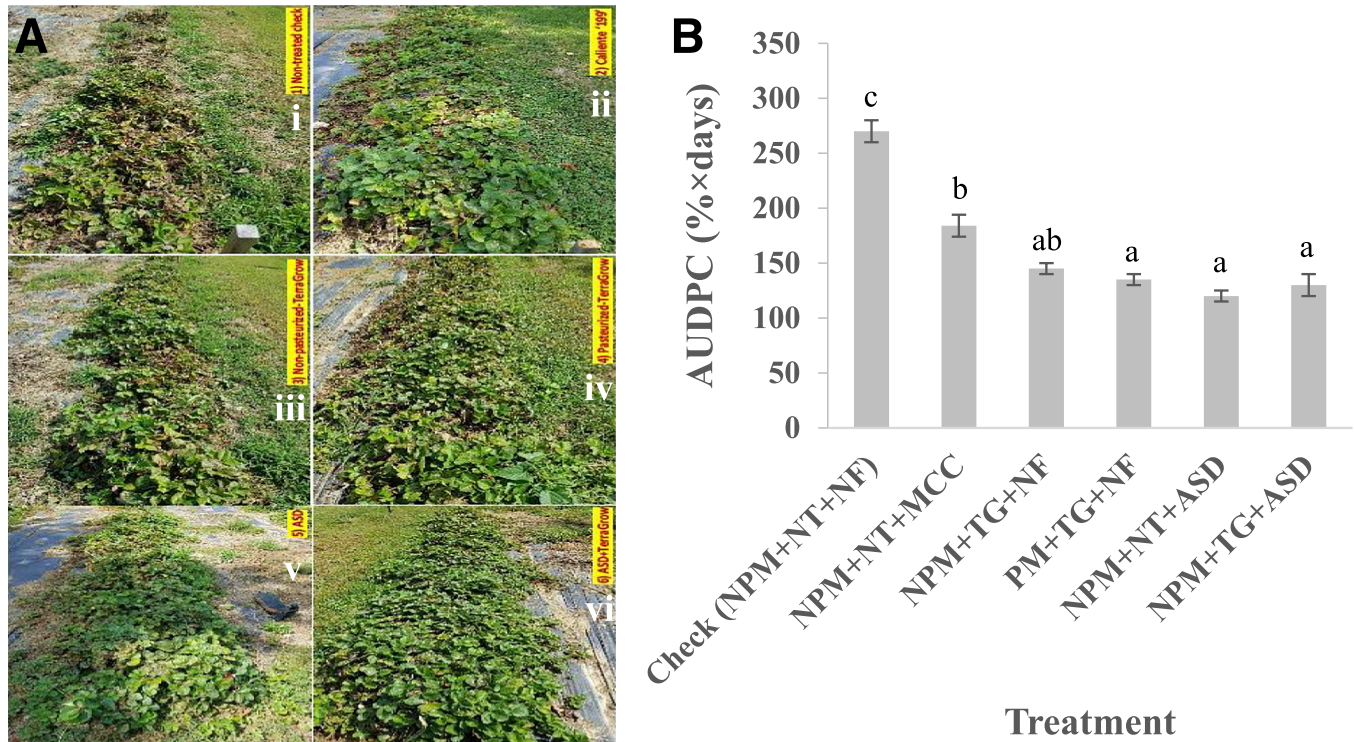 A
1) Non-treated check
i
2) Caliente '199'
ii
3) Non-pasteurized-TerraGrow
iii
4) Pasteurized-TerraGrow
iv
5) ASD
v
6) ASD+TerraGrow
vi
B
AUDPC (%×days)
350
300
250
200
150
100
50
0
c
b
ab
a
a
a
Check (NPM+NT+NF)
NPM+NT+MCC
NPM+TG+NF
PM+TG+NF
NPM+NT+ASD
NPM+TG+ASD
Treatment